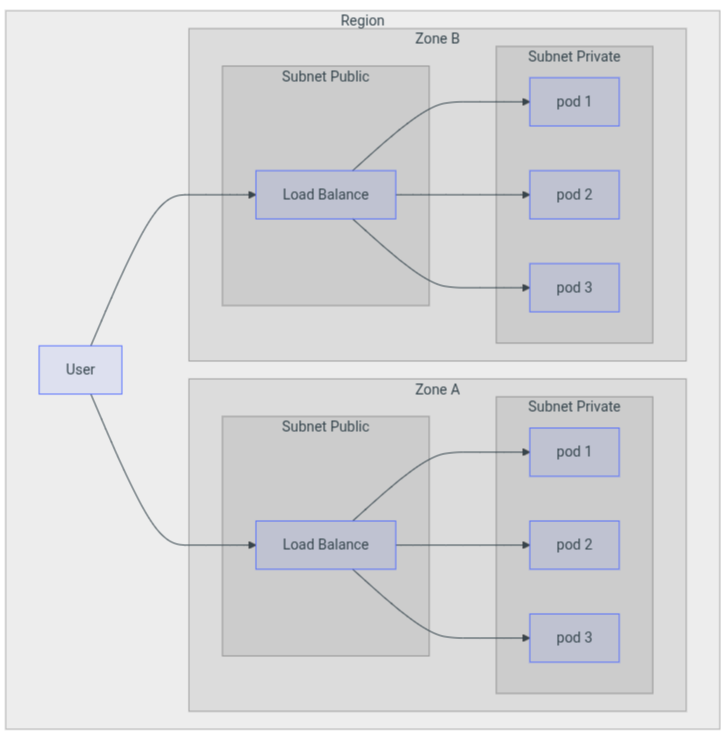 Region
Zone B
Subnet Private
Subnet Public
pod 1
Load Balance
pod 2
pod 3
User
Zone A
Subnet Private
Subnet Public
pod 1
Load Balance
pod 2
pod 3